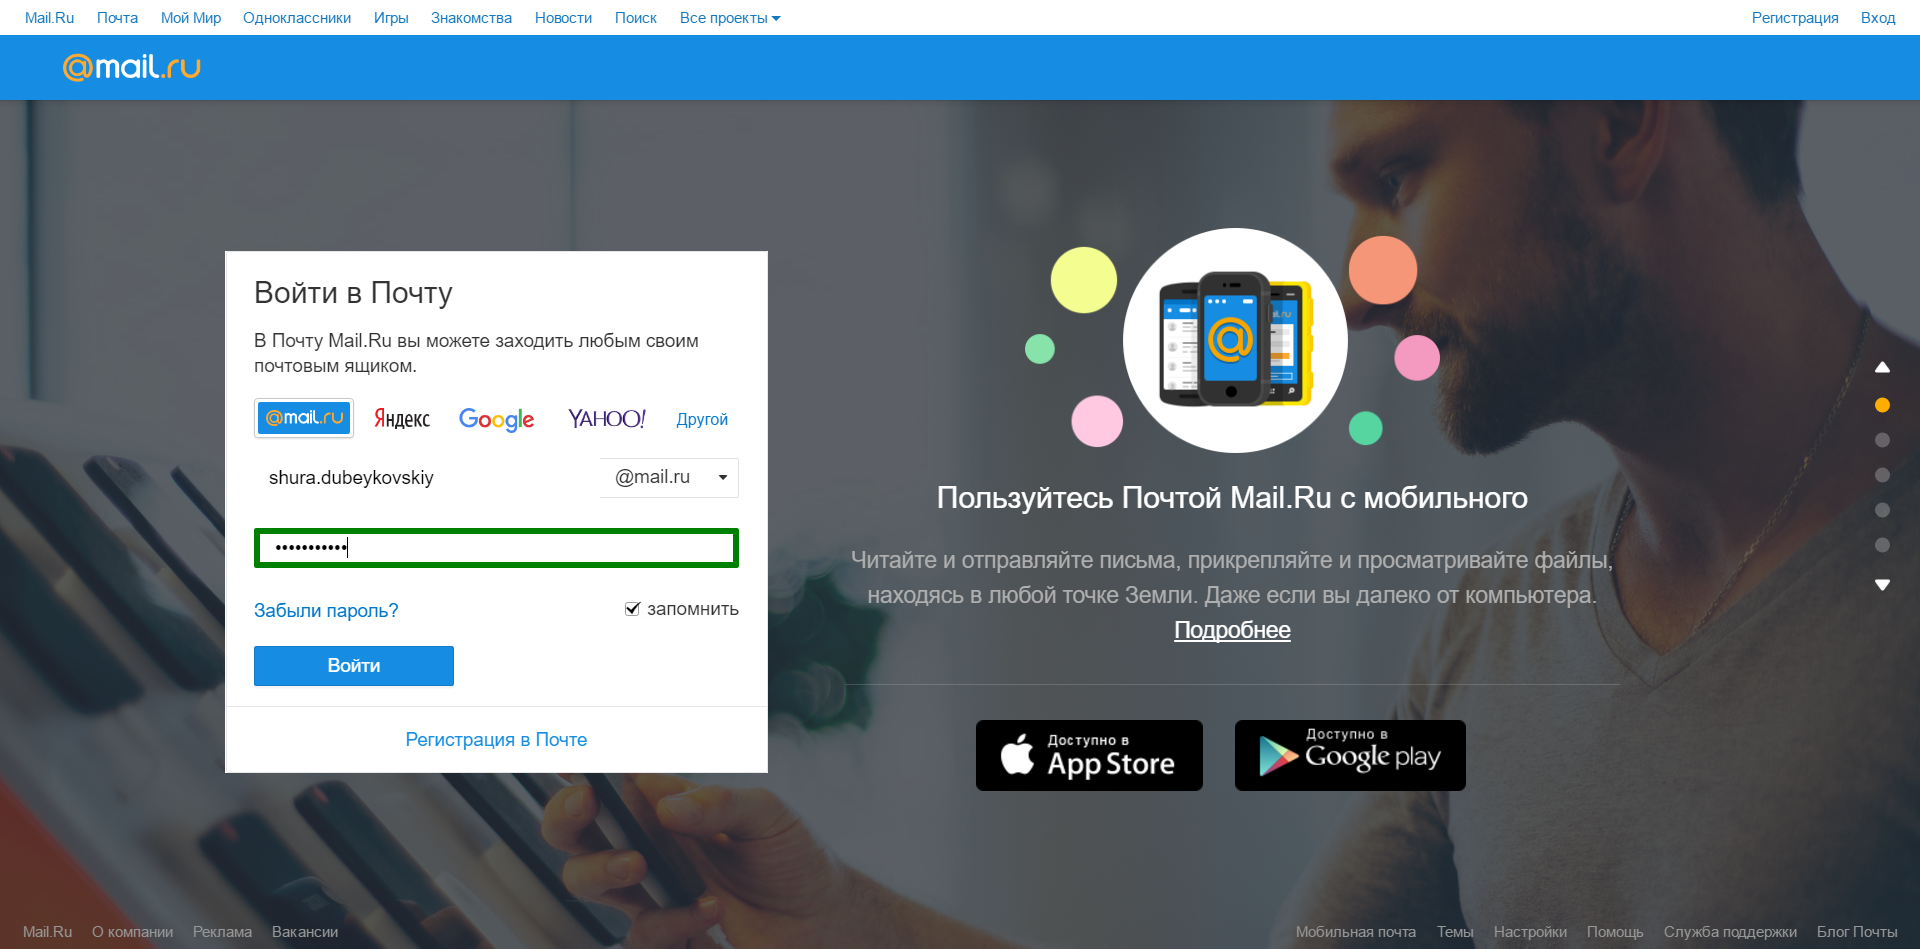 Mail.Ru Почта Мой Мир Одноклассники Игры Знакомства Новости Поиск Все проекты Регистрация Вход
@mail.ru
Войти в Почту
В Почту Mail.Ru вы можете заходить любым своим
почтовым ящиком.
@mail.ru Яндекс Google YAHOO! Другой
shura.dubeykovskiy @mail.ru
•••••••••••
Забыли пароль? запомнить
Войти
Регистрация в Почте
Пользуйтесь Почтой Mail.Ru с мобильного
Читайте и отправляйте письма, прикрепляйте и просматривайте файлы,
находясь в любой точке Земли. Даже если вы далеко от компьютера.
Подробнее
Доступно в
App Store
Доступно в
Google play
Mail.Ru О компании Реклама Вакансии Мобильная почта Темы Настройки Помощь Служба поддержки Блог Почты